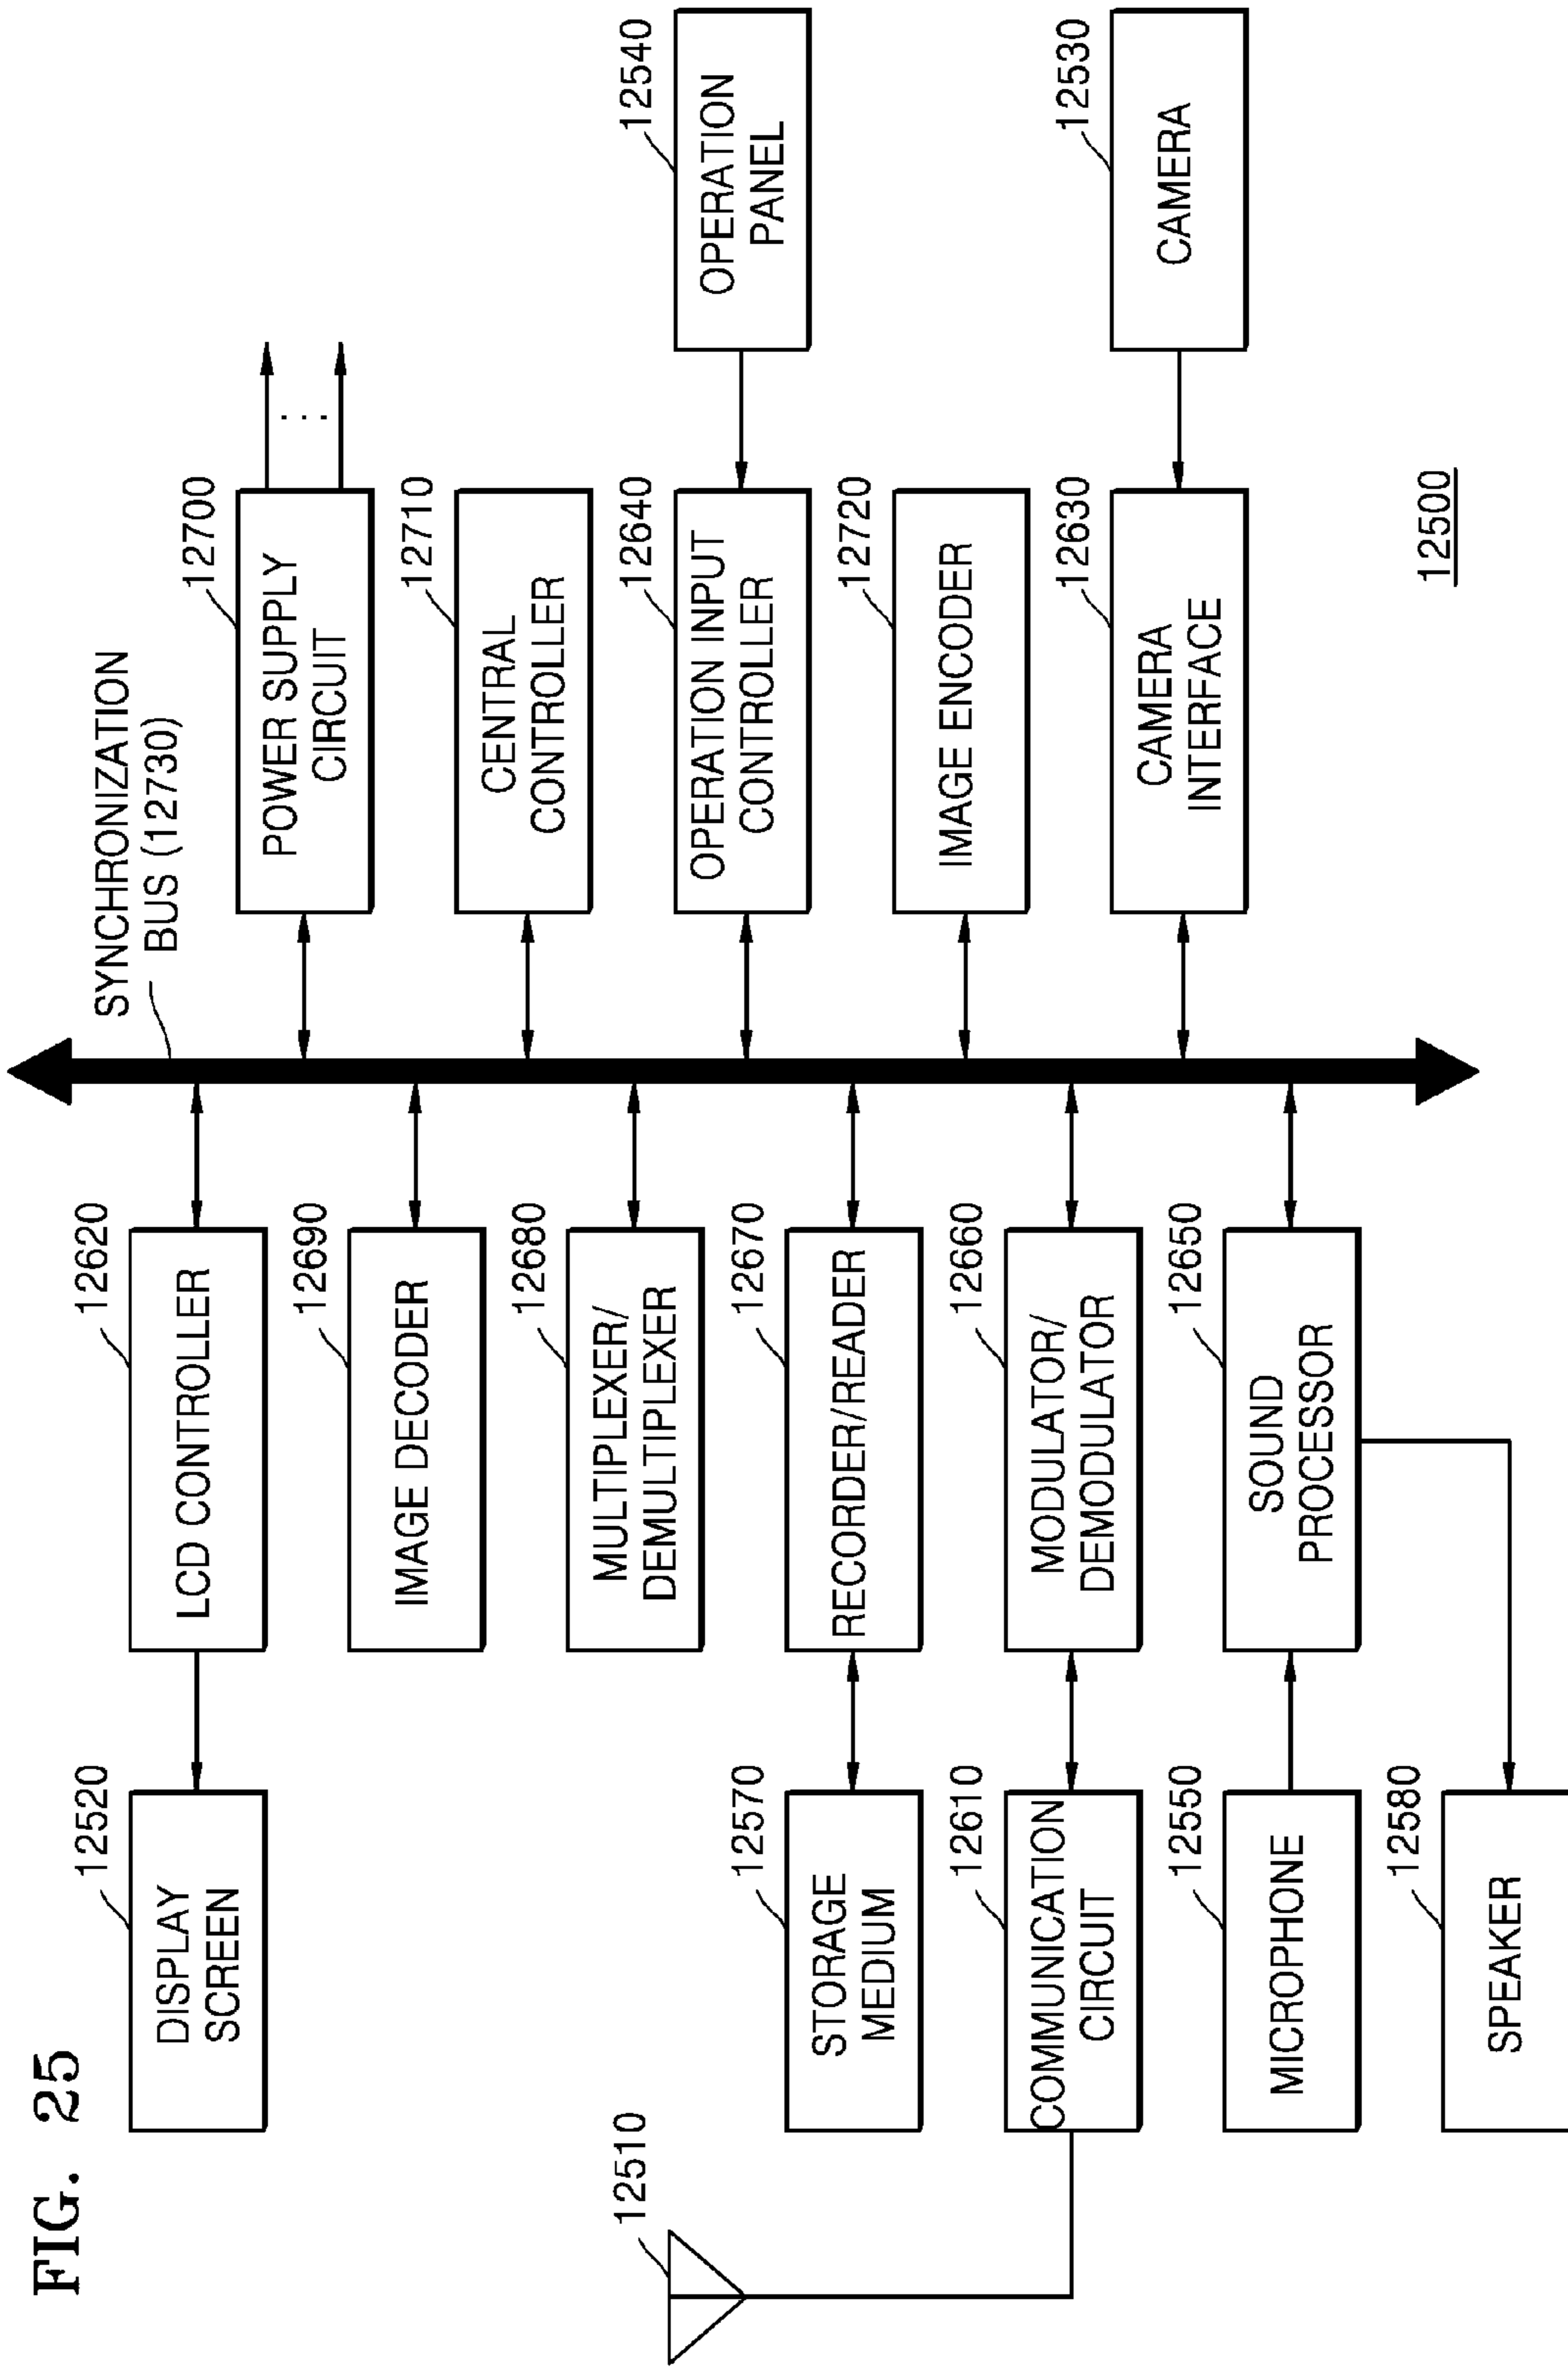 FIG. 25
SYNCHRONIZATION
BUS (12730)
12520
DISPLAY
SCREEN
12620
LCD CONTROLLER
12700
POWER SUPPLY
CIRCUIT
12690
IMAGE DECODER
12710
CENTRAL
CONTROLLER
12510
12680
MULTIPLEXER/
DEMULTIPLEXER
12640
OPERATION INPUT
CONTROLLER
12540
OPERATION
PANEL
12570
STORAGE
MEDIUM
12670
RECORDER/READER
12720
IMAGE ENCODER
12610
COMMUNICATION
CIRCUIT
12660
MODULATOR/
DEMODULATOR
12630
CAMERA
INTERFACE
12530
CAMERA
12550
MICROPHONE
12650
SOUND
PROCESSOR
12580
SPEAKER
12500